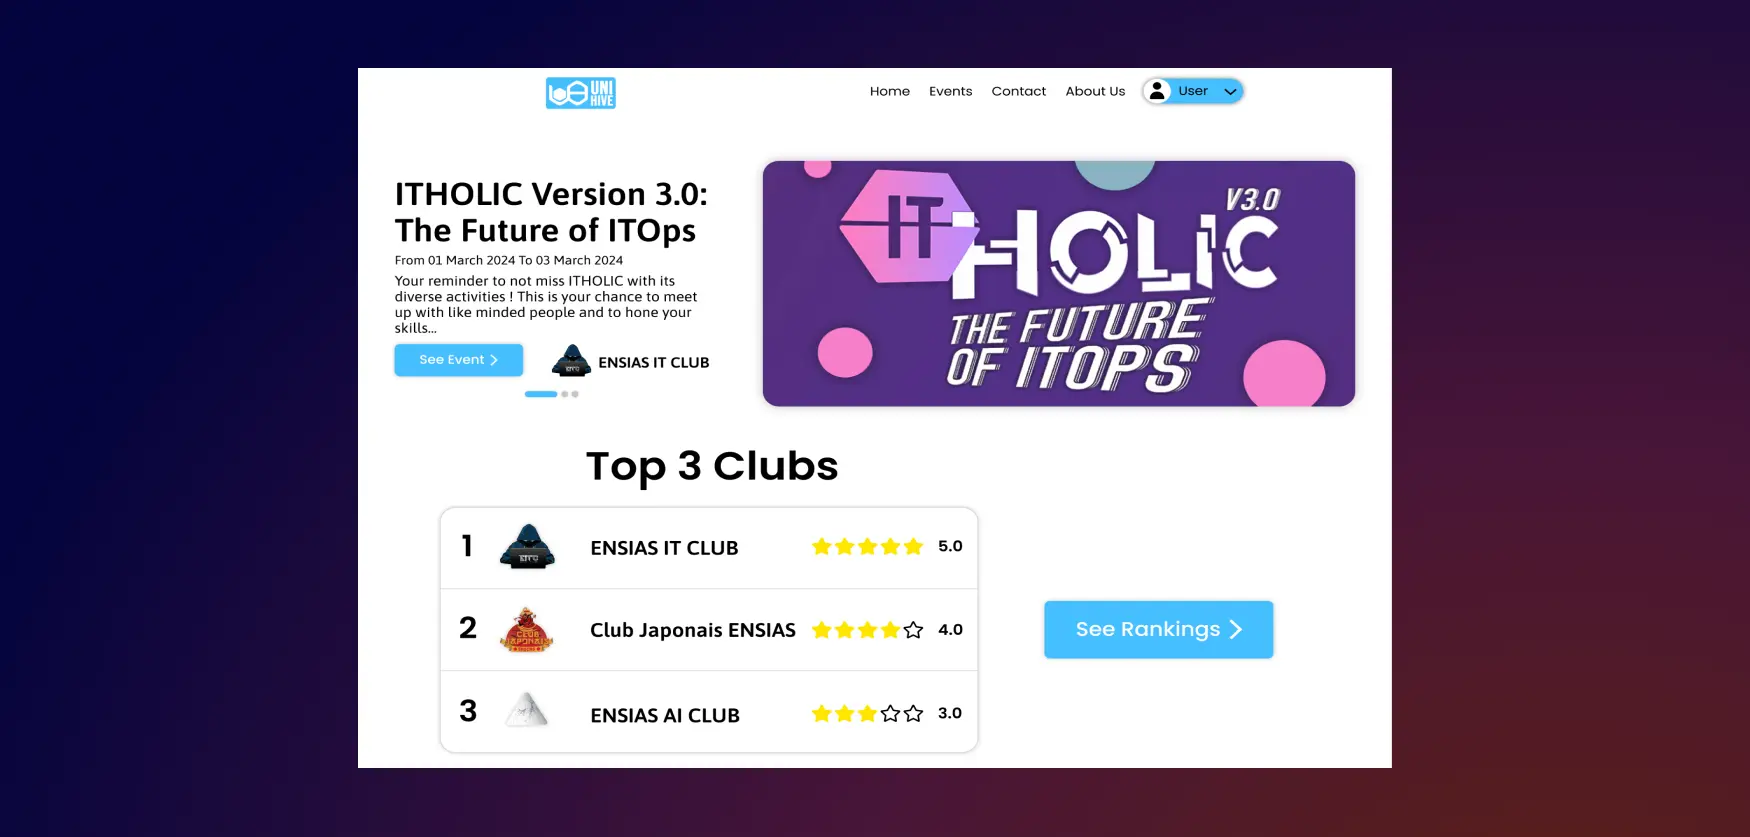 UNI
HIVE
Home Events Contact About Us User
ITHOLIC Version 3.0:
The Future of ITOps
From 01 March 2024 To 03 March 2024
Your reminder to not miss ITHOLIC with its
diverse activities ! This is your chance to meet
up with like minded people and to hone your
skills...
See Event
ENSIAS IT CLUB
V3.0
IT HOLIC
THE FUTURE
OF ITOPS
Top 3 Clubs
1 ENSIAS IT CLUB 5.0
2 CLUB JAPONAIS ENSIAS Club Japonais ENSIAS 4.0
3 ENSIAS AI CLUB 3.0
See Rankings